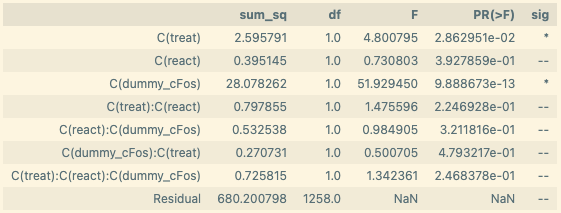 sum_sq df F PR(>F) sig
C(treat) 2.595791 1.0 4.800795 2.862951e-02 *
C(react) 0.395145 1.0 0.730803 3.927859e-01 --
C(dummy_cFos) 28.078262 1.0 51.929450 9.888673e-13 *
C(treat):C(react) 0.797855 1.0 1.475596 2.246928e-01 --
C(react):C(dummy_cFos) 0.532538 1.0 0.984905 3.211816e-01 --
C(dummy_cFos):C(treat) 0.270731 1.0 0.500705 4.793217e-01 --
C(treat):C(react):C(dummy_cFos) 0.725815 1.0 1.342361 2.468378e-01 --
Residual 680.200798 1258.0 NaN NaN --